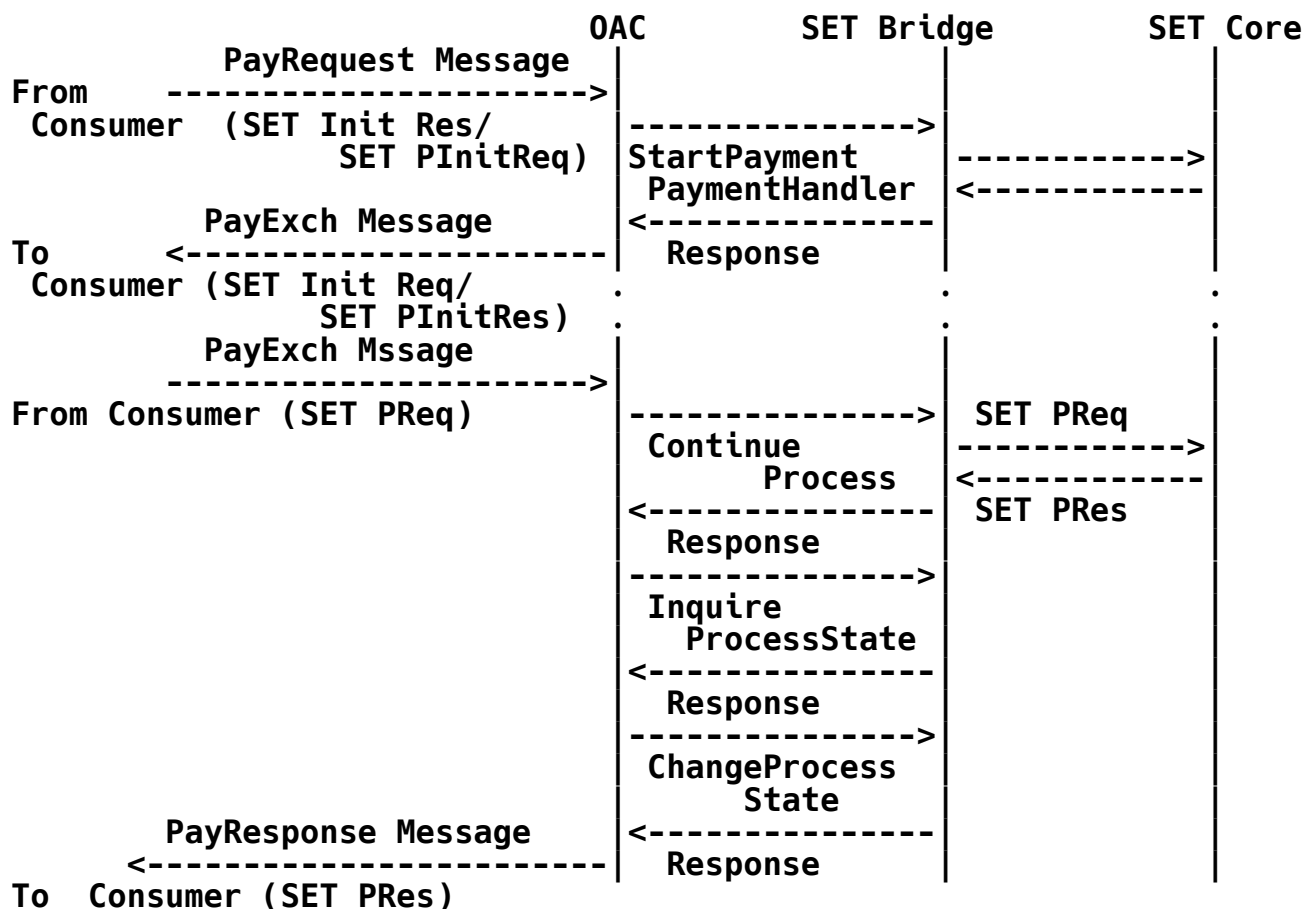 OAC        SET Bridge        SET Core
           PayRequest Message  |                |             |
From    ---------------------->|                |             |
 Consumer  (SET Init Res/      |--------------->|             |
                 SET PInitReq) |StartPayment    |------------>|
                               | PaymentHandler |<------------|
          PayExch Message      |<---------------|             |
To      <----------------------|  Response      |             |
 Consumer (SET Init Req/       .                .             .
                SET PInitRes)  .                .             .
          PayExch Mssage       |                |             |
        ---------------------->|                |             |
From Consumer (SET PReq)       |--------------->| SET PReq    |
                               | Continue       |------------>|
                               |       Process  |<------------|
                               |<---------------| SET PRes    |
                               |  Response      |             |
                               |--------------->|             |
                               | Inquire        |             |
                               |   ProcessState |             |
                               |<---------------|             |
                               |  Response      |             |
                               |--------------->|             |
                               | ChangeProcess  |             |
                               |      State     |             |
        PayResponse Message    |<---------------|             |
      <------------------------|  Response      |             |
To  Consumer (SET PRes)